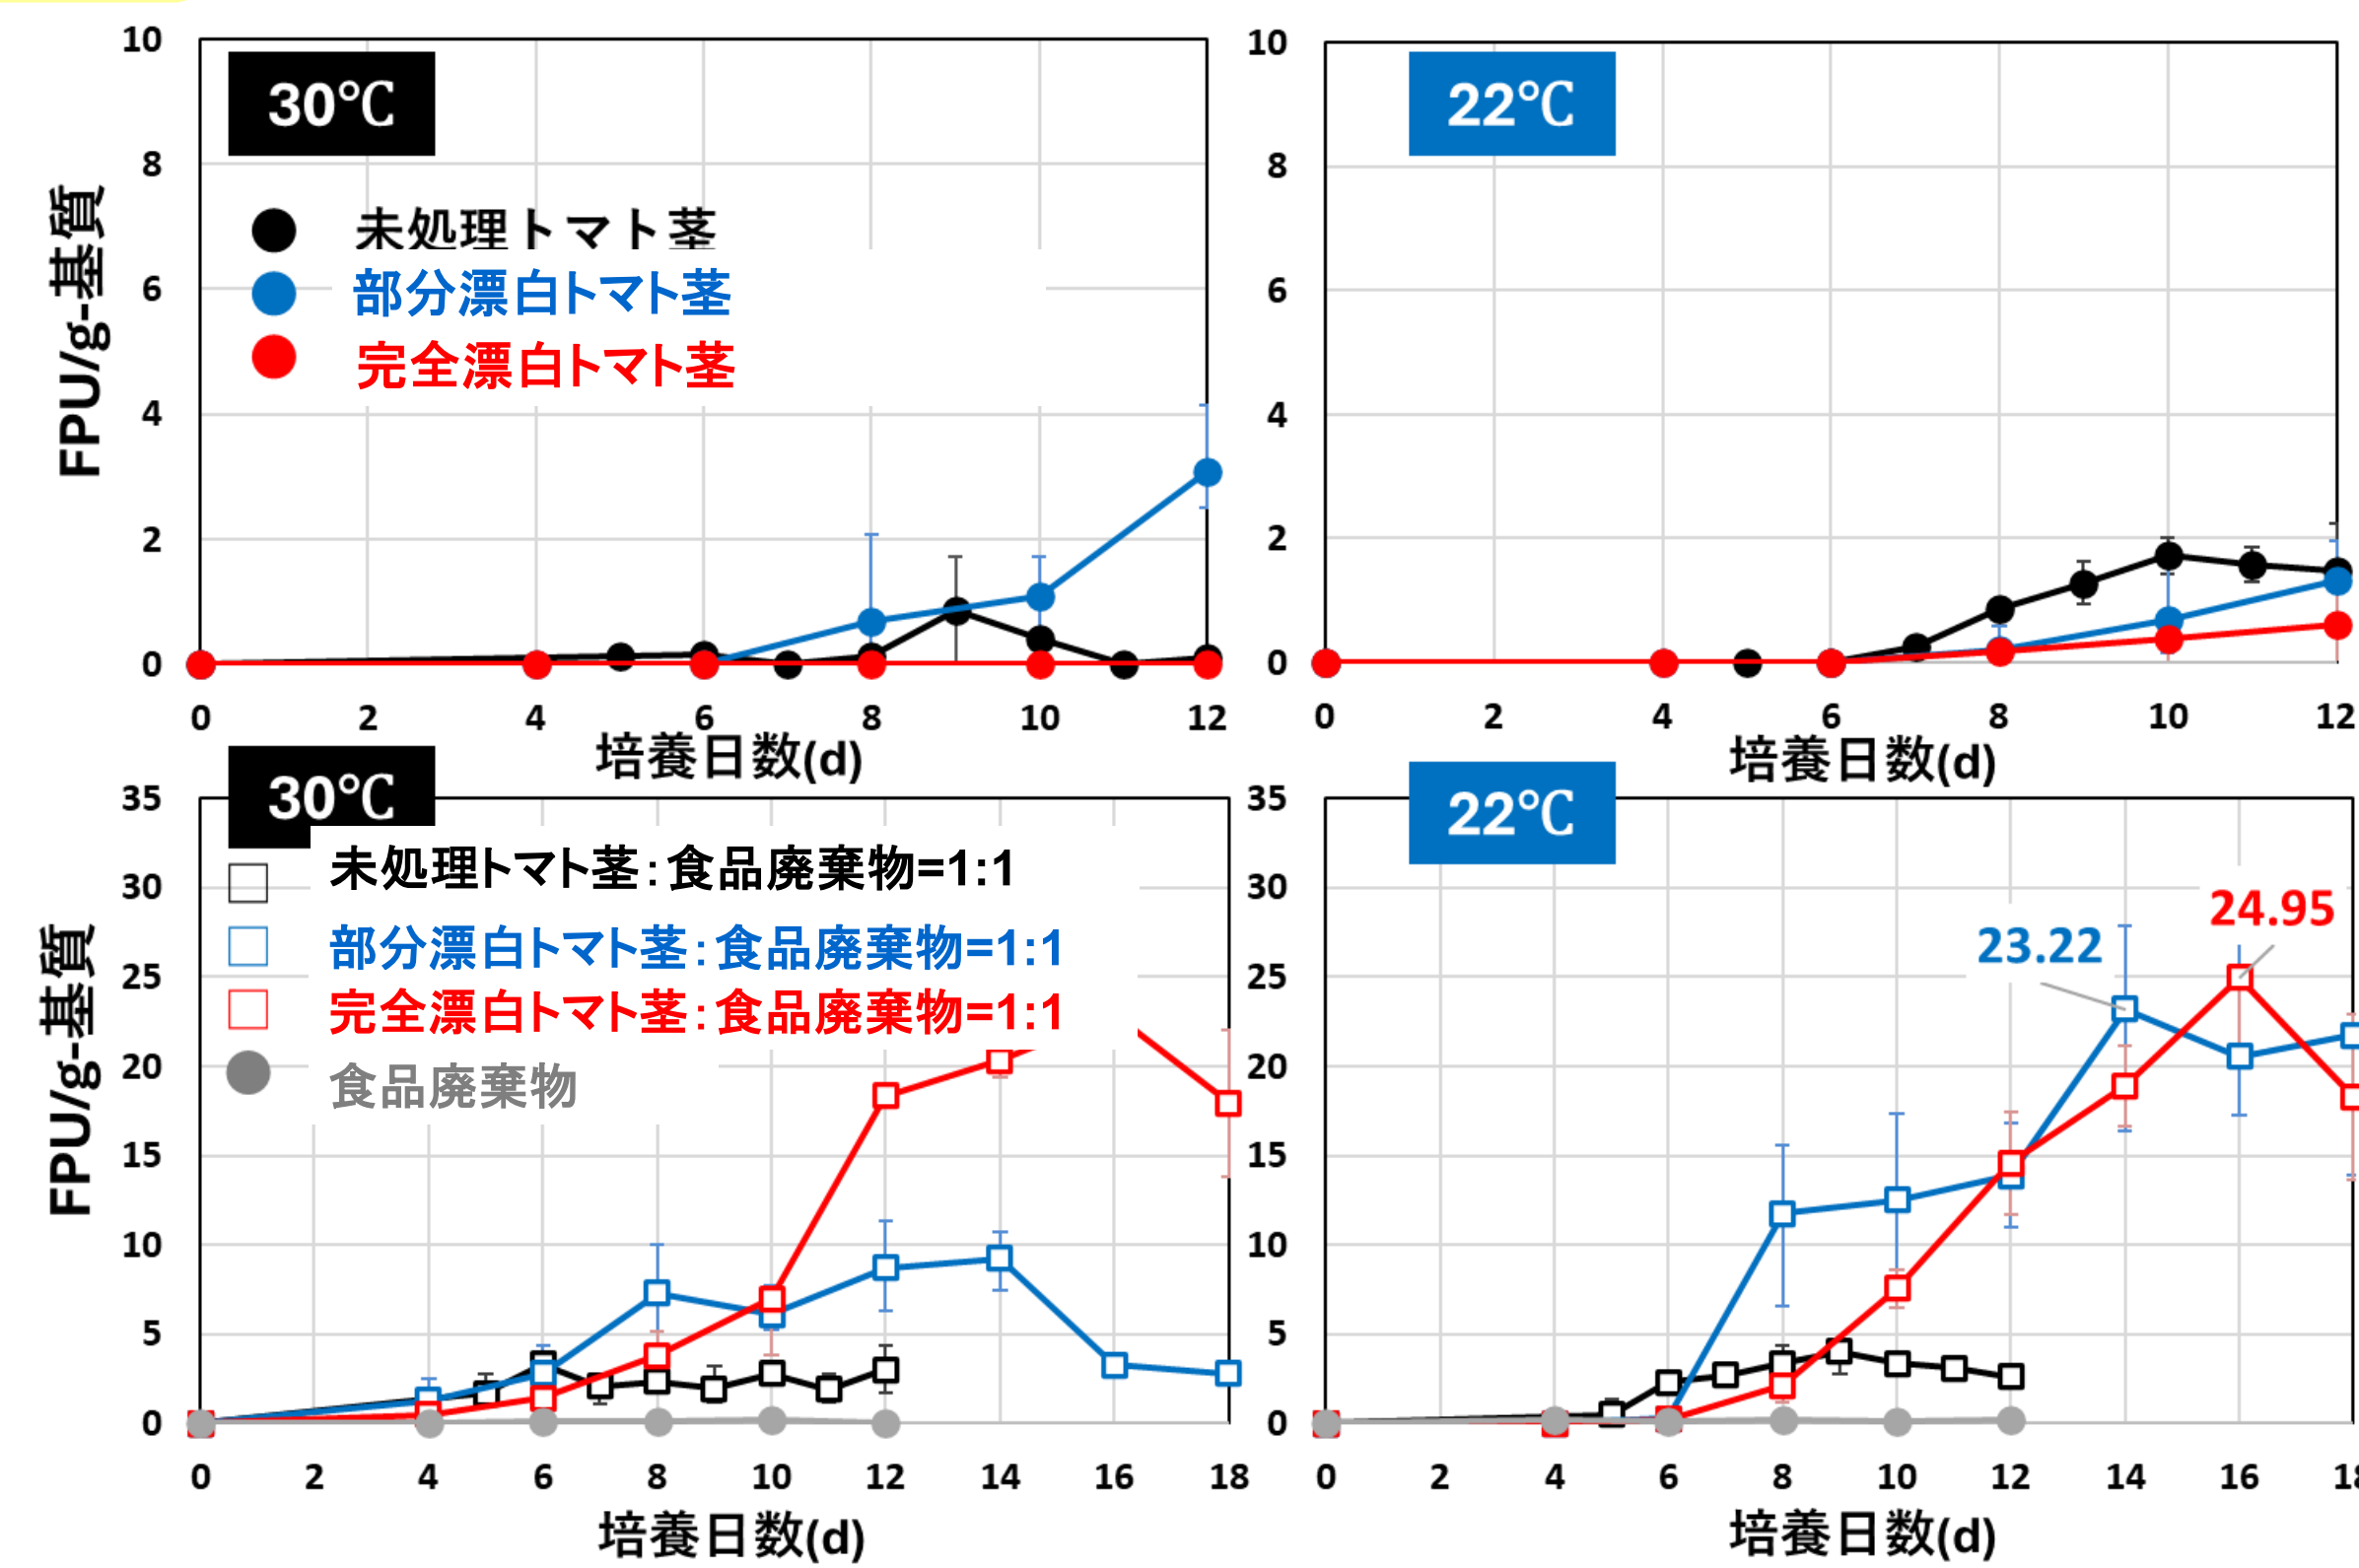 10
8
6
4
2
0
FPU/g-基質
30℃
未処理トマト茎
部分漂白トマト茎
完全漂白トマト茎
0 2 4 6 8 10 12
培養日数(d)
10
8
6
4
2
0
22℃
0 2 4 6 8 10 12
培養日数(d)
35
30
25
20
15
10
5
0
FPU/g-基質
30℃
未処理トマト茎:食品廃棄物=1:1
部分漂白トマト茎:食品廃棄物=1:1
完全漂白トマト茎:食品廃棄物=1:1
食品廃棄物
0 2 4 6 8 10 12 14 16 18
培養日数(d)
35
30
25
20
15
10
5
0
22℃
24.95
23.22
0 2 4 6 8 10 12 14 16 18
培養日数(d)